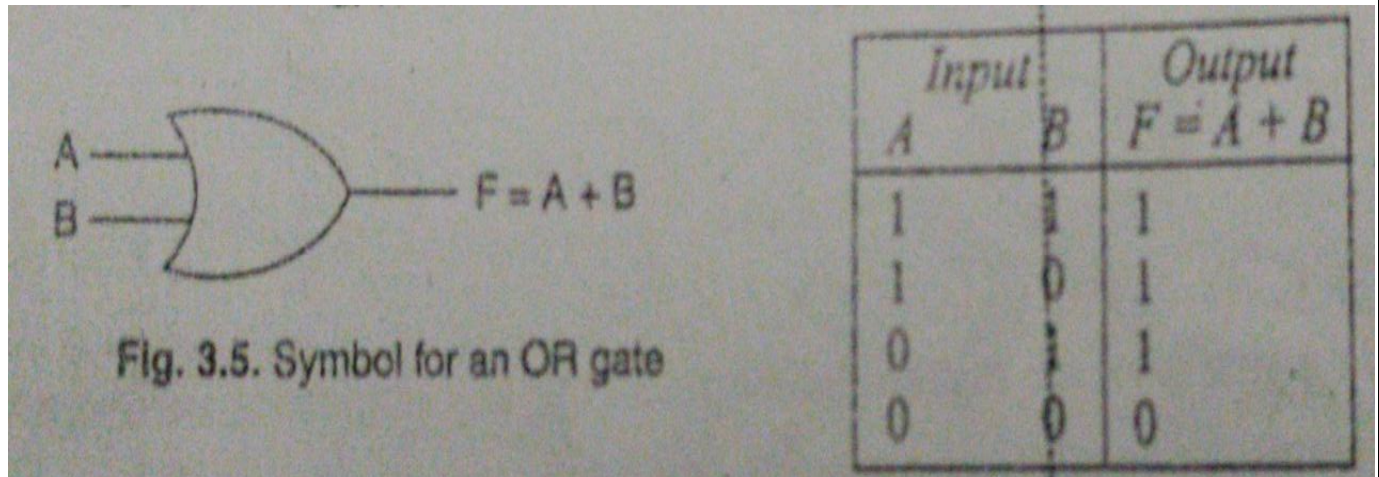 A
B
F = A + B
Fig. 3.5. Symbol for an OR gate
Input Output
A B F = A + B
1 1 1
1 0 1
0 1 1
0 0 0